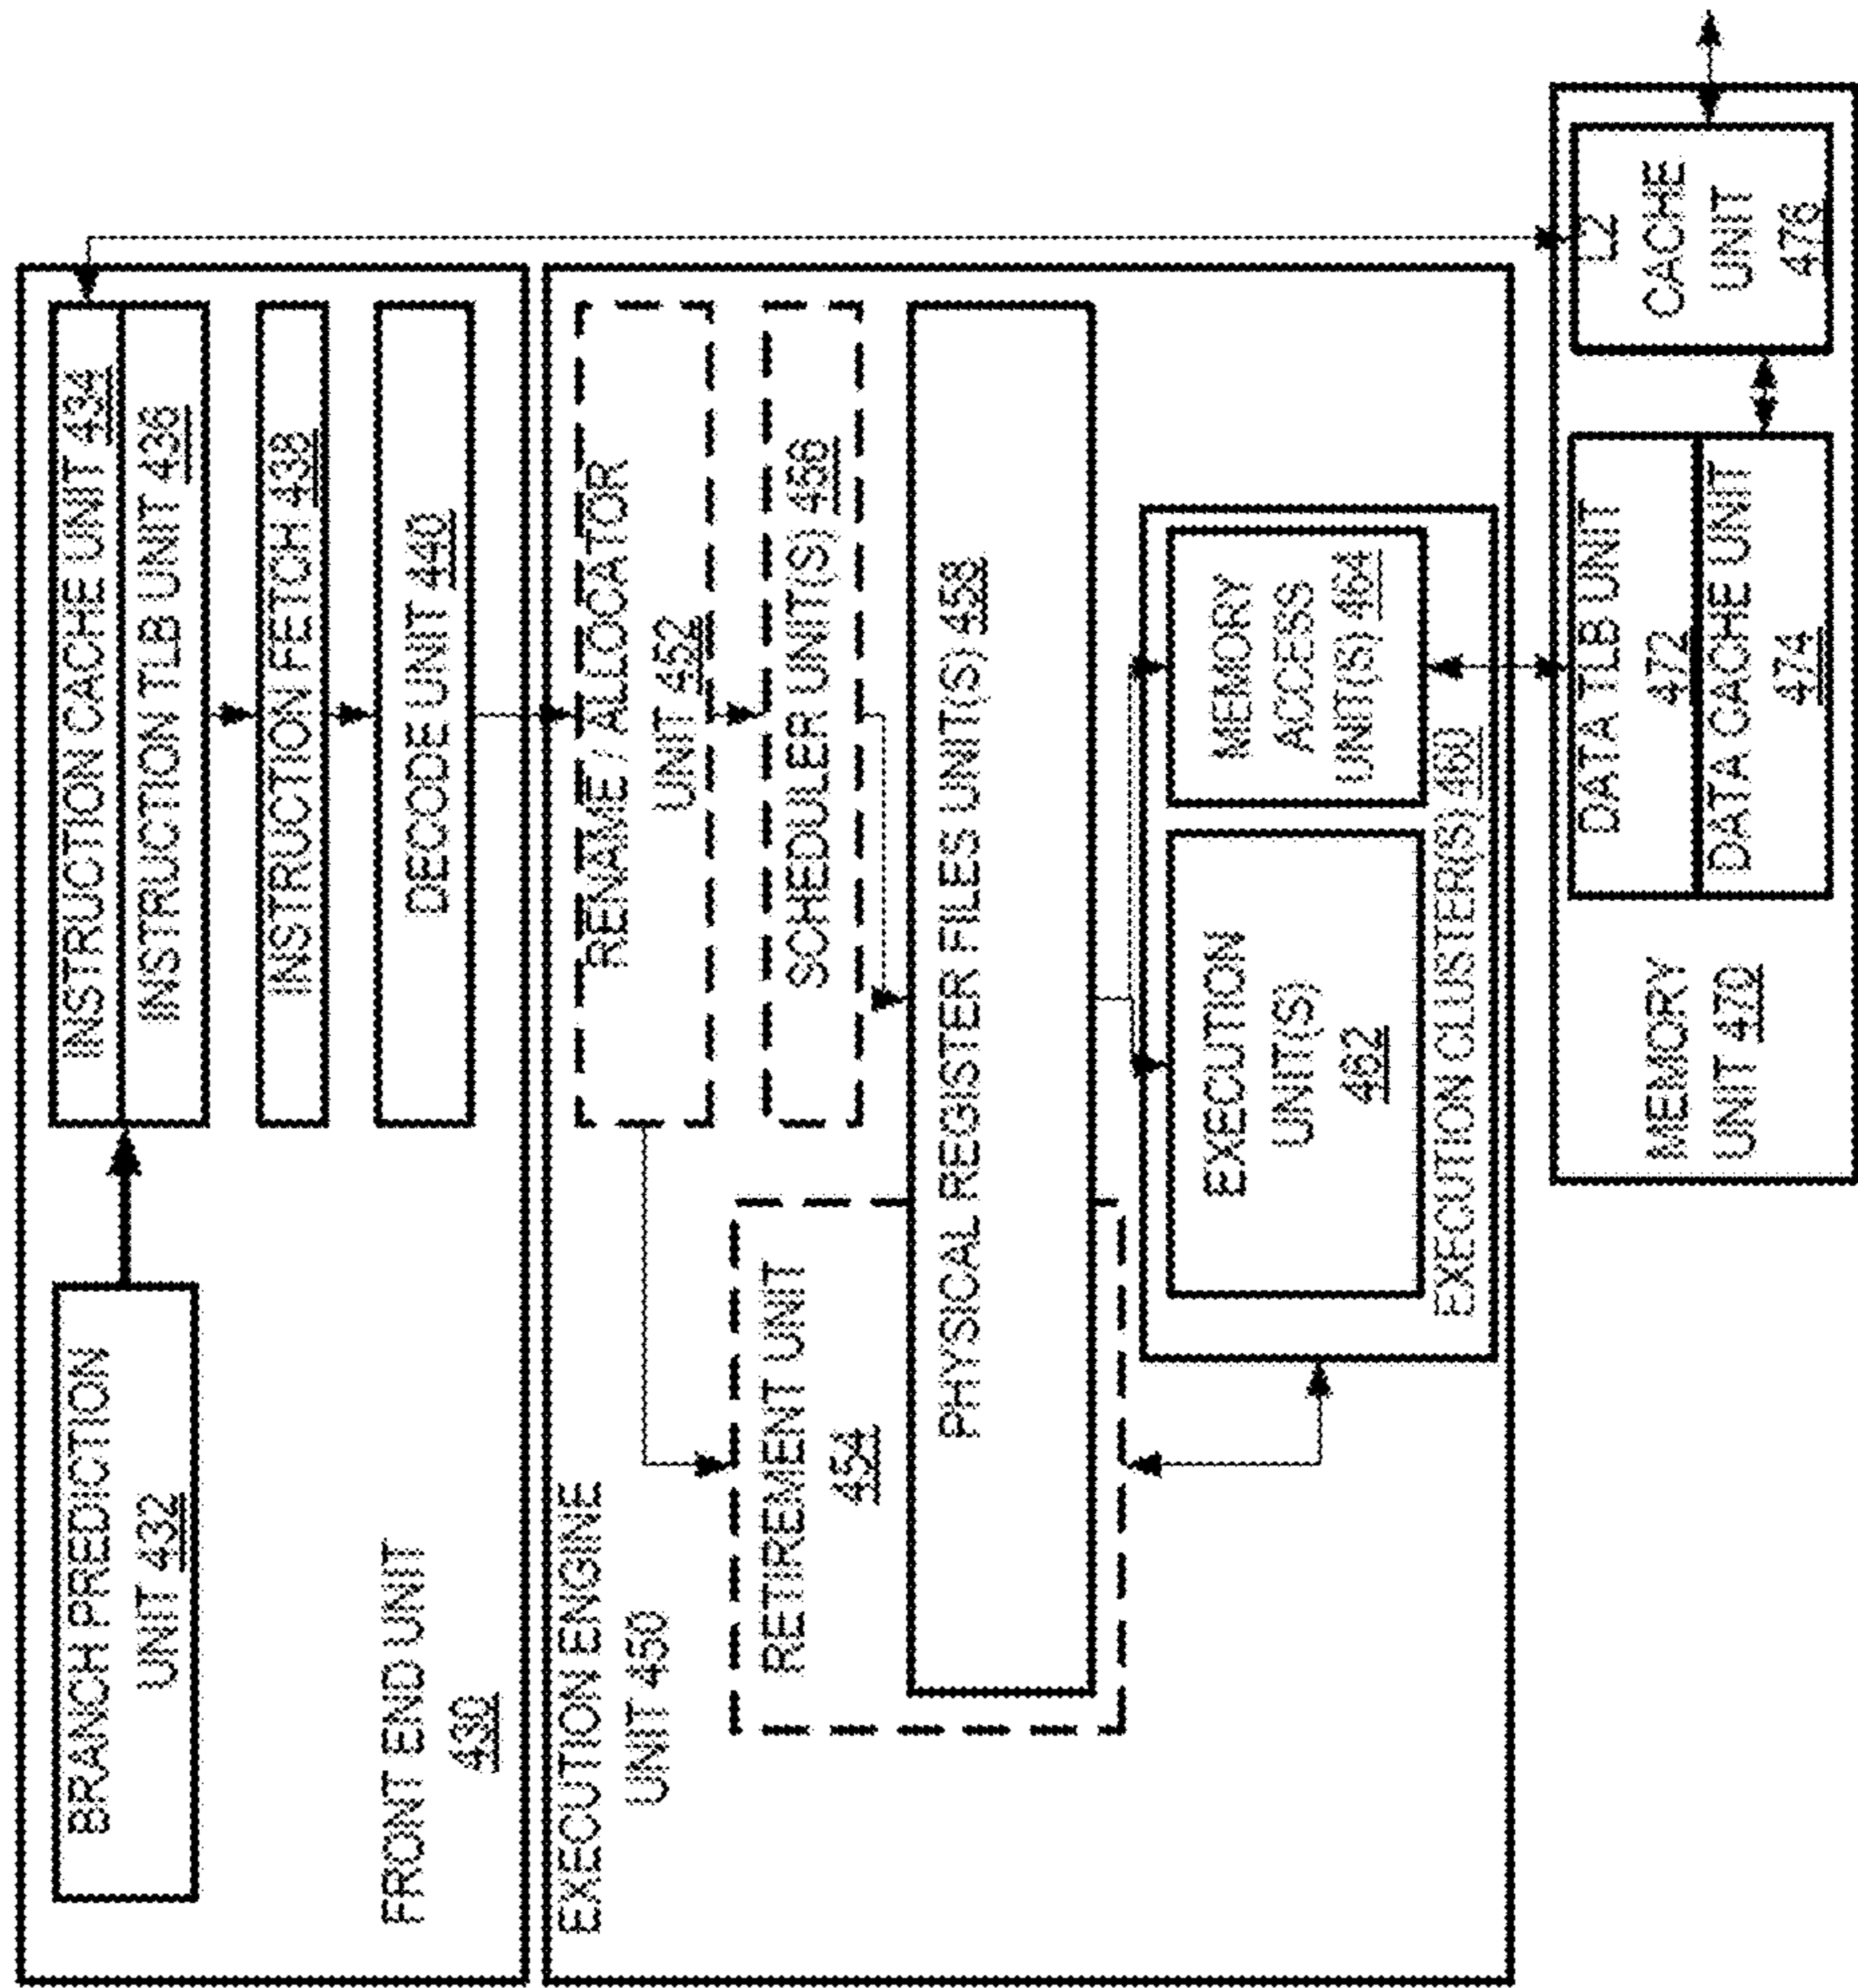 BRANCH PREDICTION
UNIT 432
INSTRUCTION CACHE UNIT 434
INSTRUCTION TLB UNIT 436
INSTRUCTION FETCH 438
DECODE UNIT 440
FRONT END UNIT
430
EXECUTION ENGINE
UNIT 450
RENAME / ALLOCATOR
UNIT 452
SCHEDULER UNIT(S) 456
RETIREMENT UNIT
454
PHYSICAL REGISTER FILES UNIT(S) 458
EXECUTION
UNIT(S)
462
MEMORY
ACCESS
UNIT(S) 464
EXECUTION CLUSTER(S) 460
MEMORY
UNIT 470
DATA TLB UNIT
472
DATA CACHE UNIT
474
L2
CACHE
UNIT
476